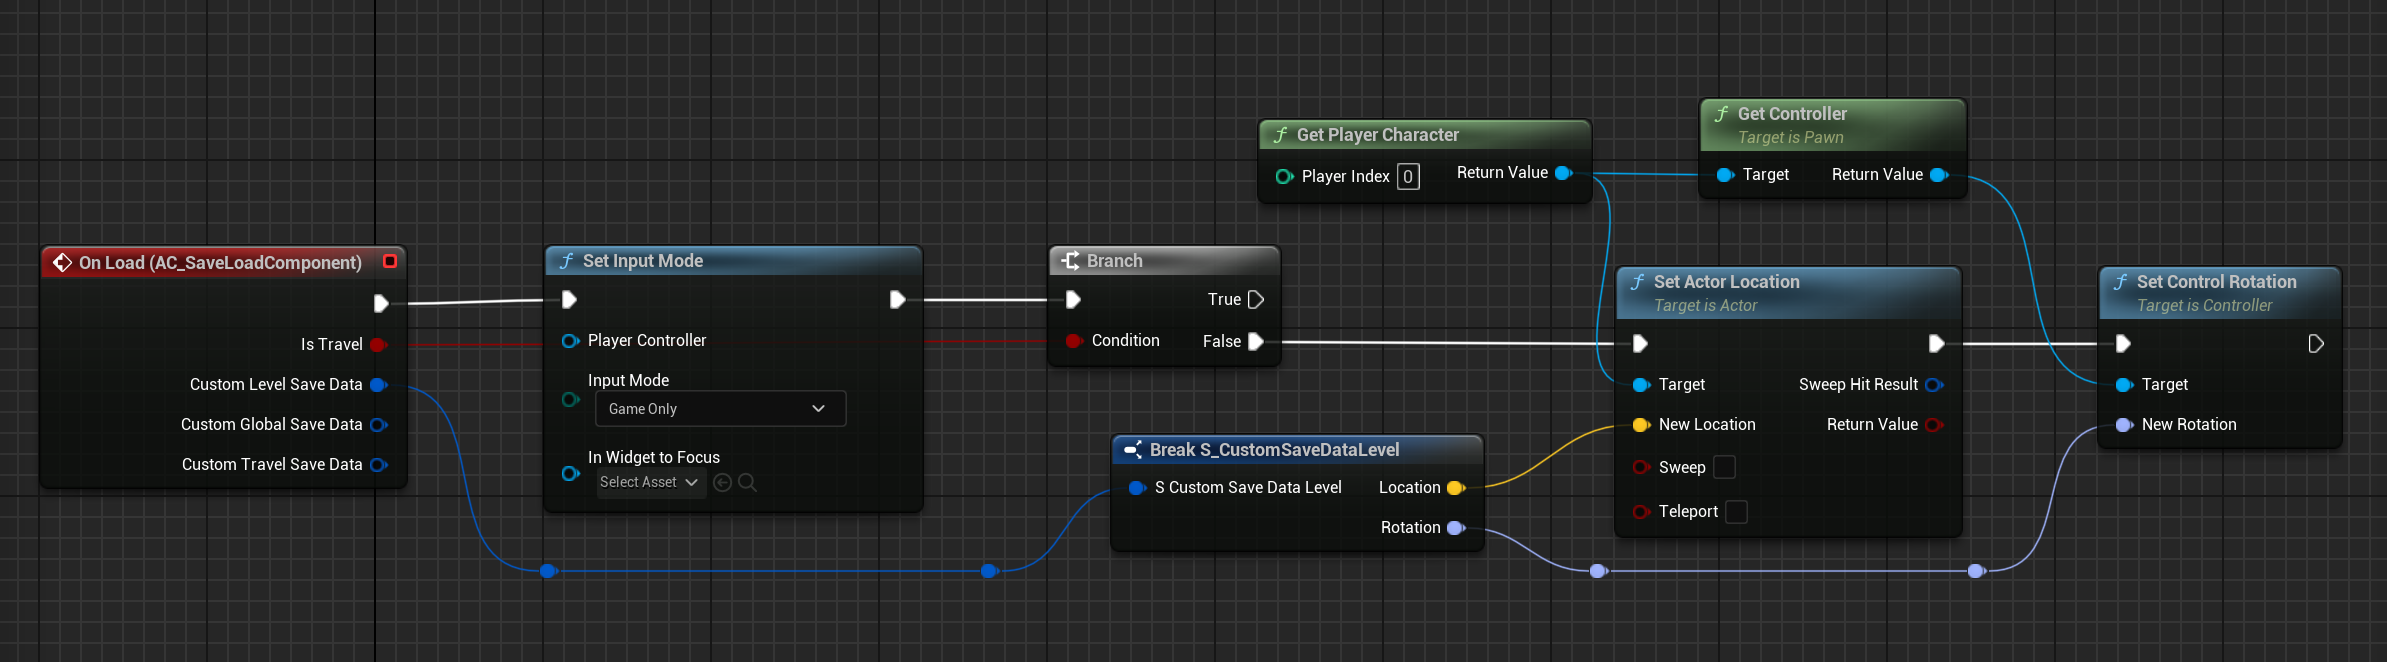 On Load (AC_SaveLoadComponent)
Is Travel
Custom Level Save Data
Custom Global Save Data
Custom Travel Save Data
Set Input Mode
Player Controller
Input Mode
Game Only
In Widget to Focus
Select Asset
Branch
True
Condition
False
Get Player Character
Player Index 0
Return Value
Break S_CustomSaveDataLevel
S Custom Save Data Level
Location
Rotation
Get Controller
Target is Pawn
Target
Return Value
Set Actor Location
Target is Actor
Target
Sweep Hit Result
New Location
Return Value
Sweep
Teleport
Set Control Rotation
Target is Controller
Target
New Rotation